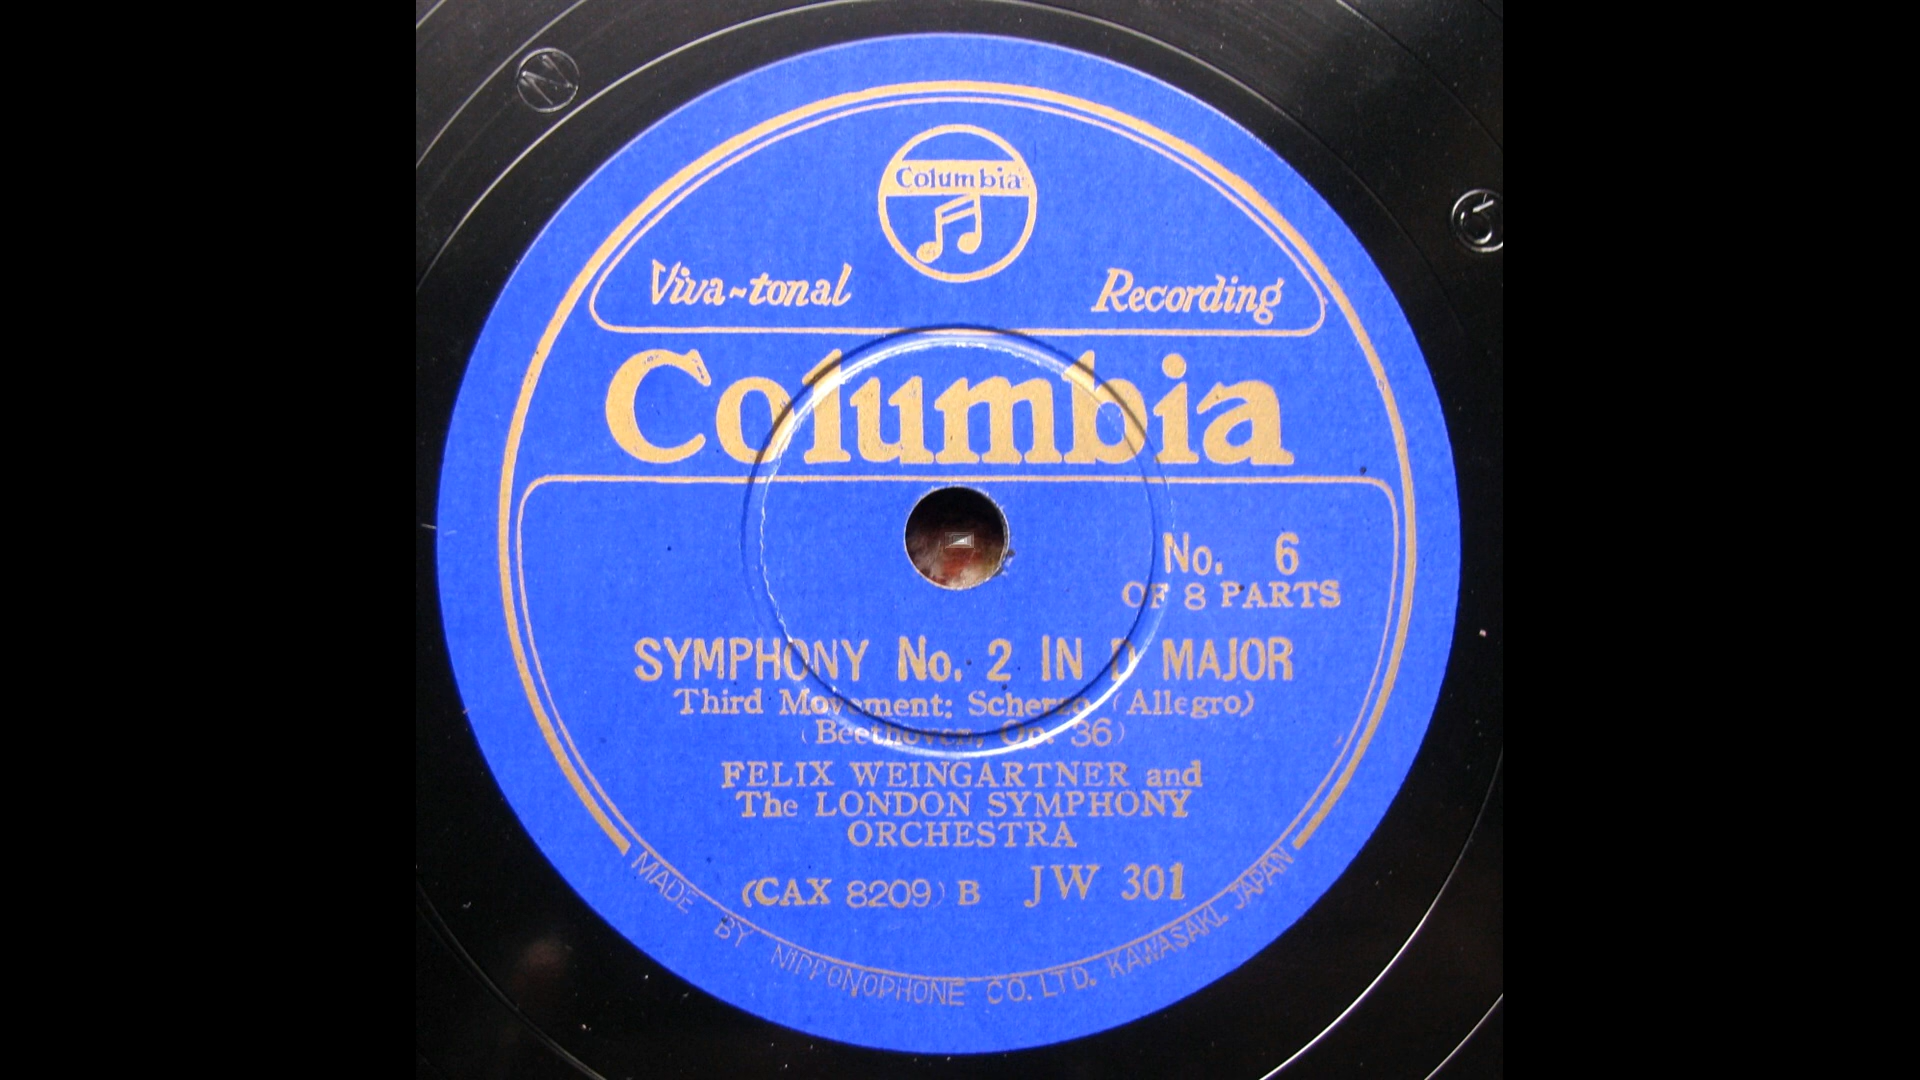 N
6
Columbia
Viva-tonal Recording
Columbia
No. 6
OF 8 PARTS
SYMPHONY No. 2 IN D MAJOR
Third Movement: Scherzo (Allegro)
(Beethoven, Op. 36)
FELIX WEINGARTNER and
The LONDON SYMPHONY
ORCHESTRA
(CAX 8209) B JW 301
MADE BY NIPPONOPHONE CO. LTD. KAWASAKI, JAPAN